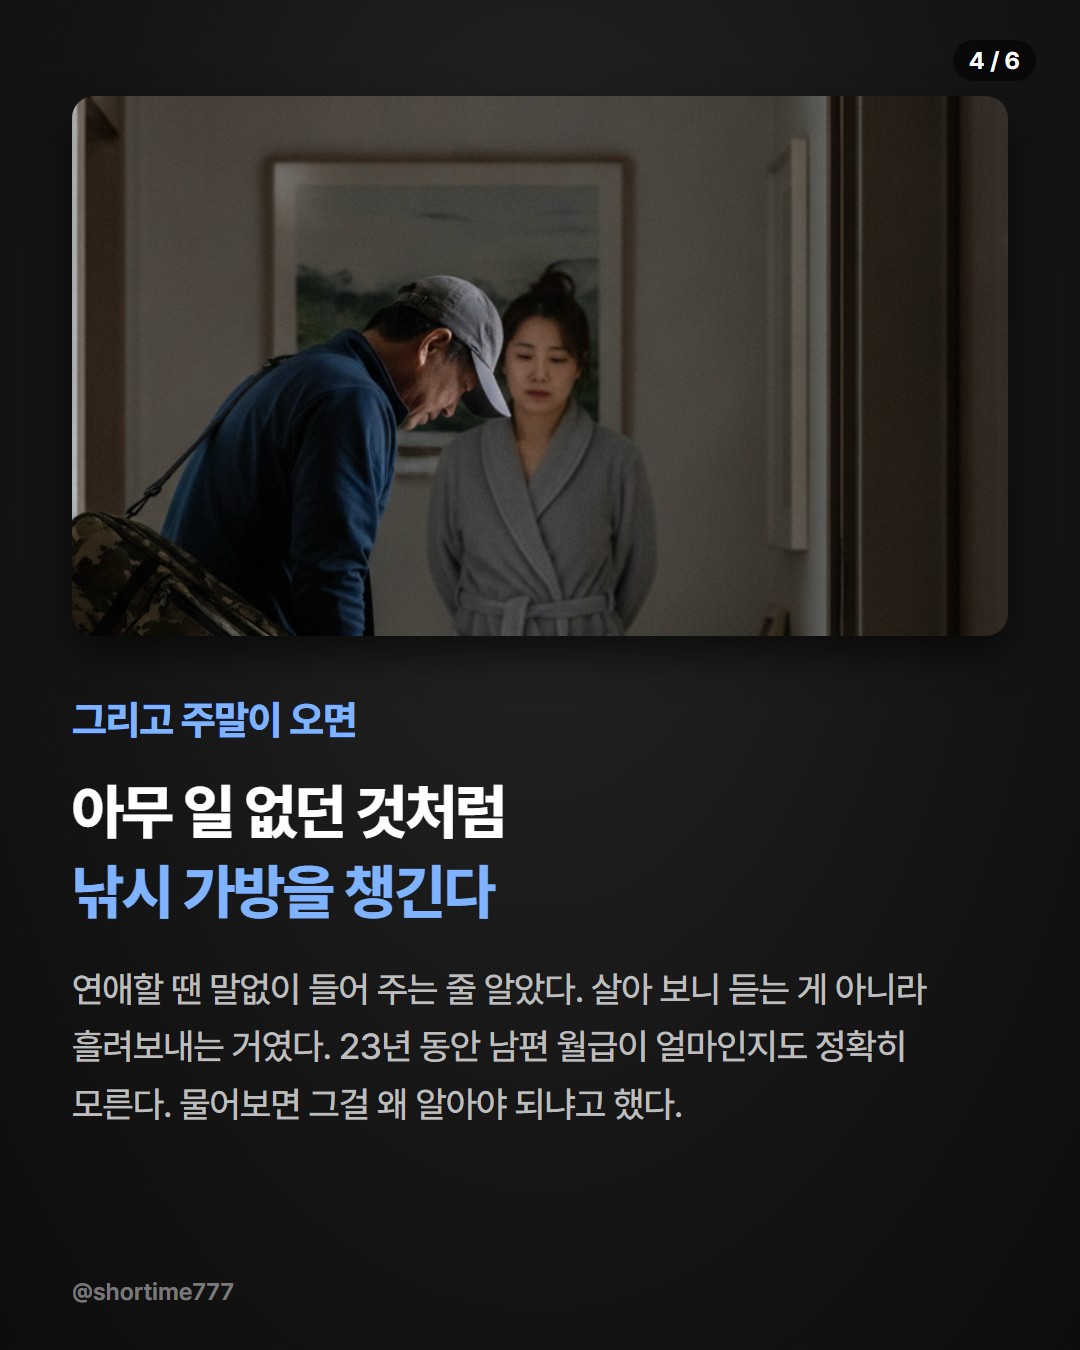 4 / 6
그리고 주말이 오면
아무 일 없던 것처럼
낚시 가방을 챙긴다
연애할 땐 말없이 들어 주는 줄 알았다. 살아 보니 듣는 게 아니라
흘려보내는 거였다. 23년 동안 남편 월급이 얼마인지도 정확히
모른다. 물어보면 그걸 왜 알아야 되냐고 했다.
@shortime777